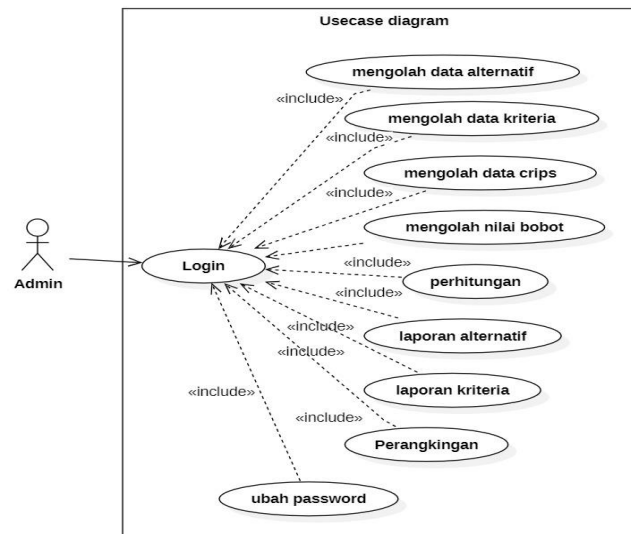 Usecase diagram
mengolah data alternatif
«include»
mengolah data kriteria
«include»
mengolah data crips
«include»
mengolah nilai bobot
Login
Admin
«include»
perhitungan
«include»
laporan alternatif
«include»
«include»
laporan kriteria
«include»
«include»
Perangkingan
ubah password